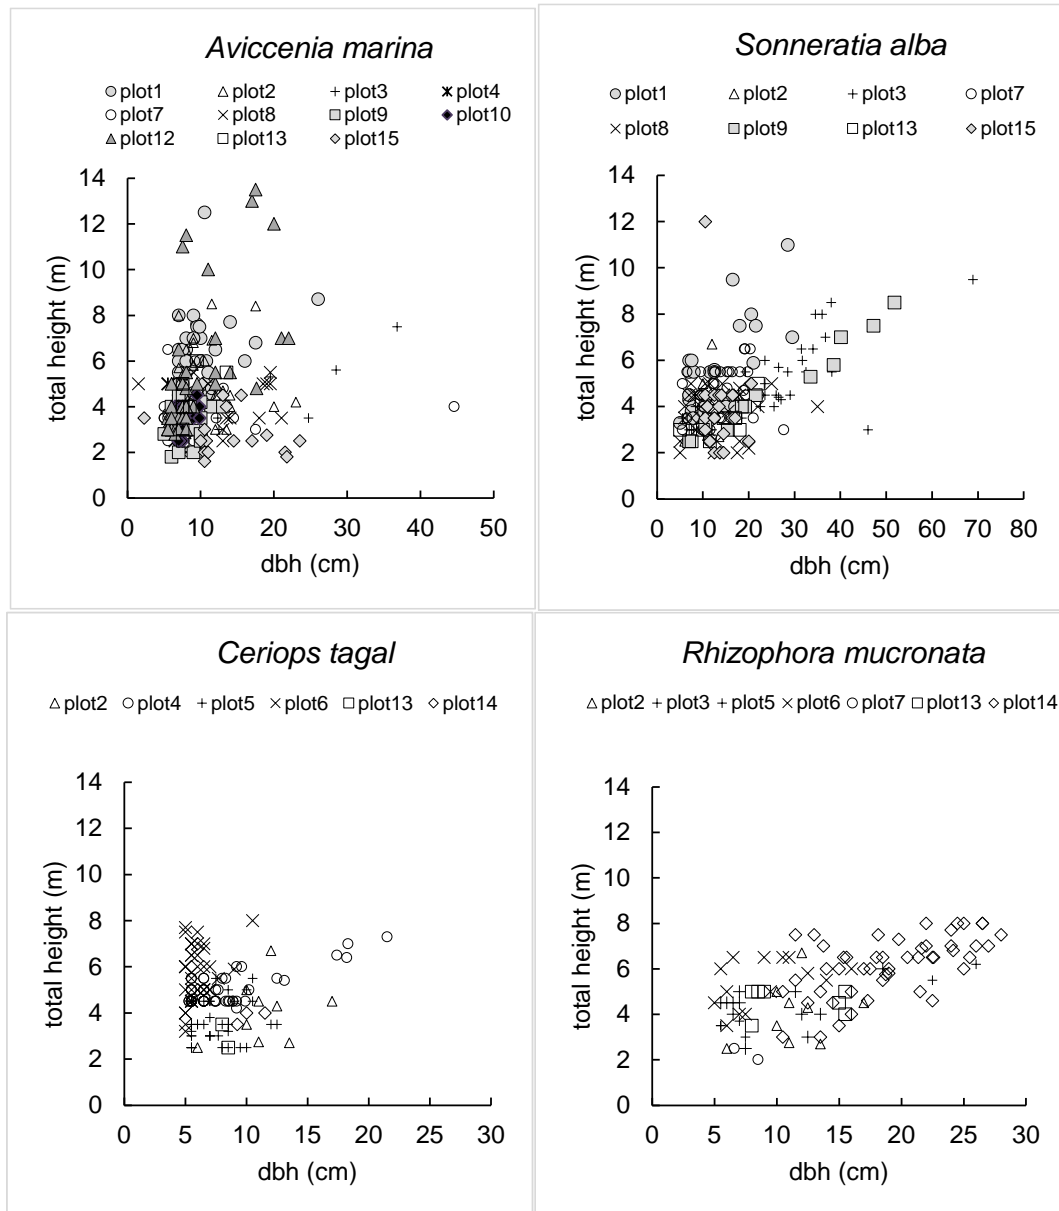 Aviccenia marina
plot1 plot2 plot3 plot4
plot7 plot8 plot9 plot10
plot12 plot13 plot15
14
12
10
8
6
4
2
0
total height (m)
0 10 20 30 40 50
dbh (cm)
Sonneratia alba
plot1 plot2 plot3 plot7
plot8 plot9 plot13 plot15
14
12
10
8
6
4
2
0
total height (m)
0 10 20 30 40 50 60 70 80
dbh (cm)
Ceriops tagal
plot2 plot4 plot5 plot6 plot13 plot14
14
12
10
8
6
4
2
0
total height (m)
0 5 10 15 20 25 30
dbh (cm)
Rhizophora mucronata
plot2 plot3 plot5 plot6 plot7 plot13 plot14
14
12
10
8
6
4
2
0
total height (m)
0 5 10 15 20 25 30
dbh (cm)